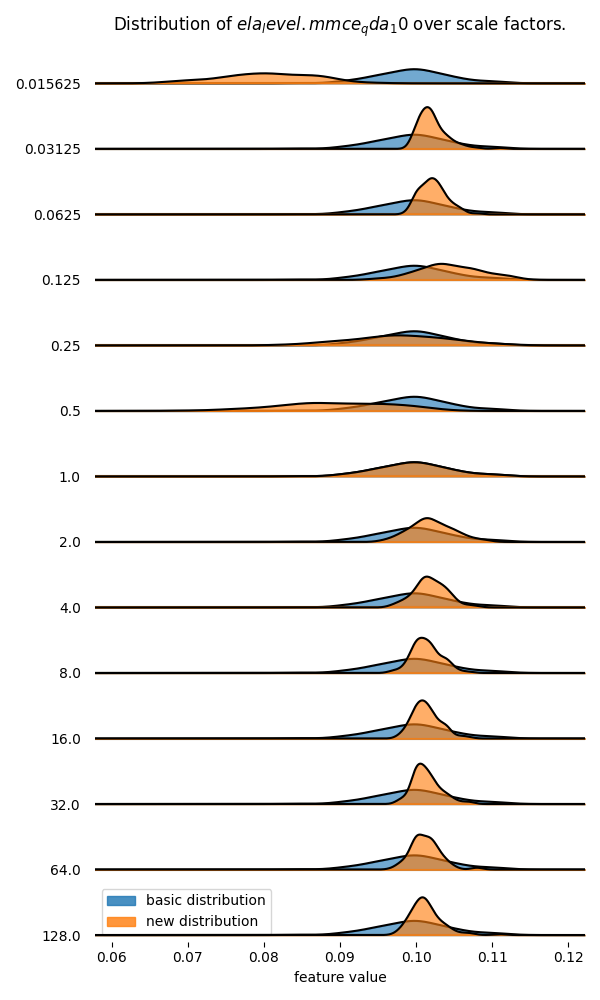 Distribution of elaₗevel.mmce_qda₁0 over scale factors.
0.015625
0.03125
0.0625
0.125
0.25
0.5
1.0
2.0
4.0
8.0
16.0
32.0
64.0
128.0
basic distribution
new distribution
0.06 0.07 0.08 0.09 0.10 0.11 0.12
feature value